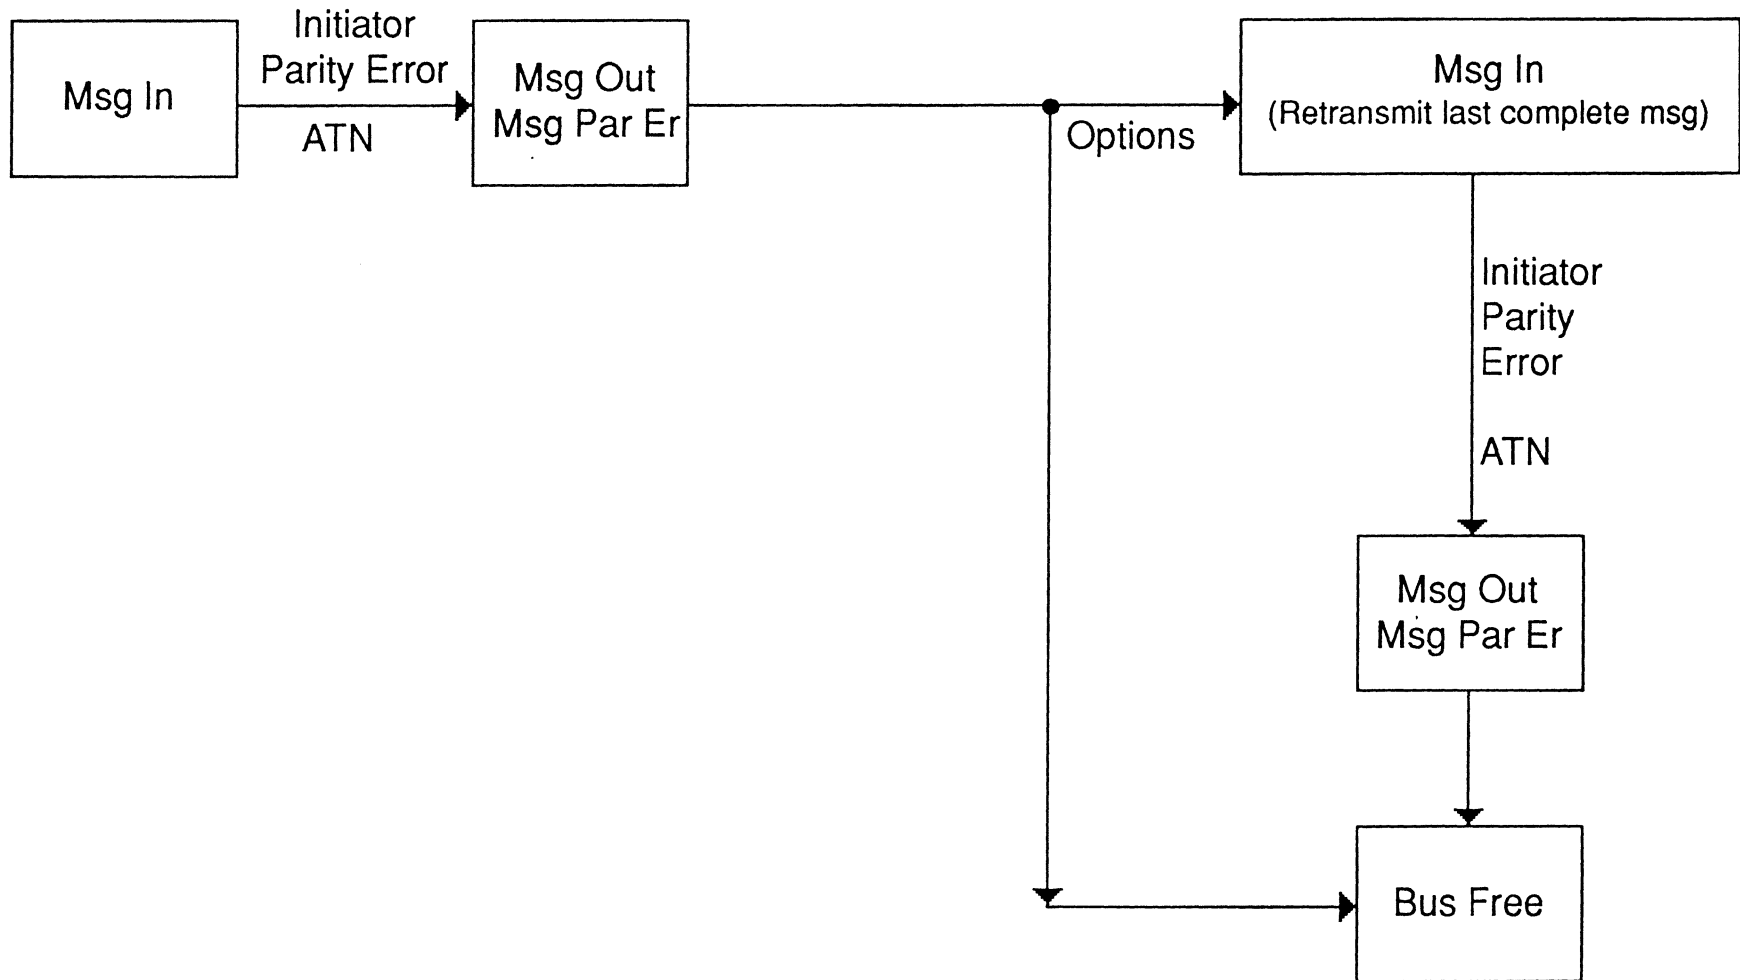 Msg In
Initiator
Parity Error
ATN
Msg Out
Msg Par Er
Options
Msg In
(Retransmit last complete msg)
Initiator
Parity
Error
ATN
Msg Out
Msg Par Er
Bus Free